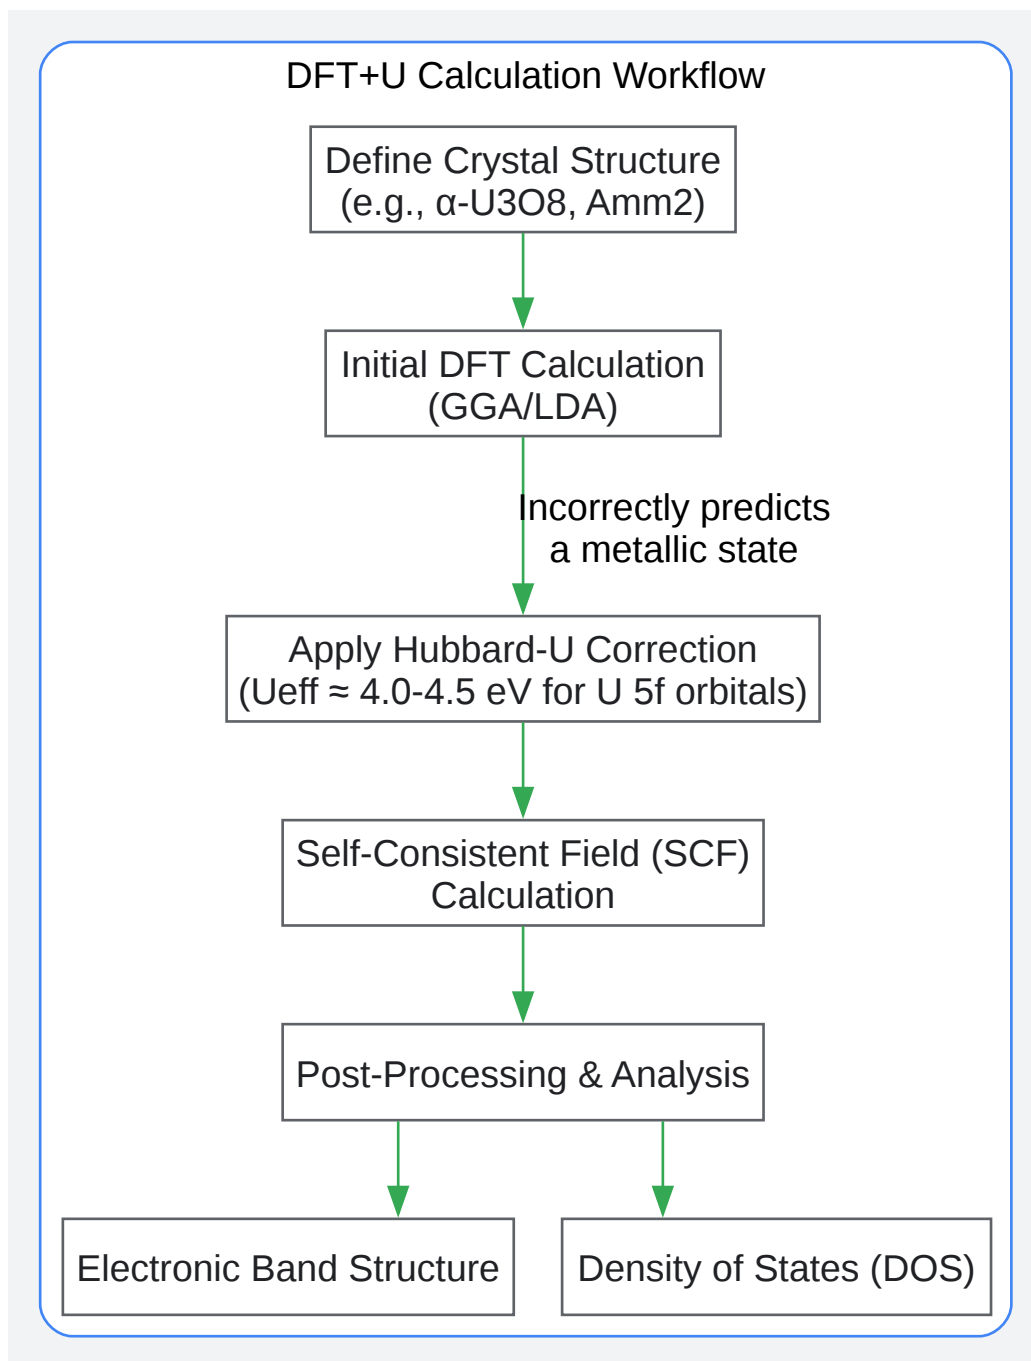 DFT+U Calculation Workflow
Define Crystal Structure
(e.g., α-U3O8, Amm2)
Initial DFT Calculation
(GGA/LDA)
Incorrectly predicts
a metallic state
Apply Hubbard-U Correction
(Ueff ≈ 4.0-4.5 eV for U 5f orbitals)
Self-Consistent Field (SCF)
Calculation
Post-Processing & Analysis
Electronic Band Structure
Density of States (DOS)